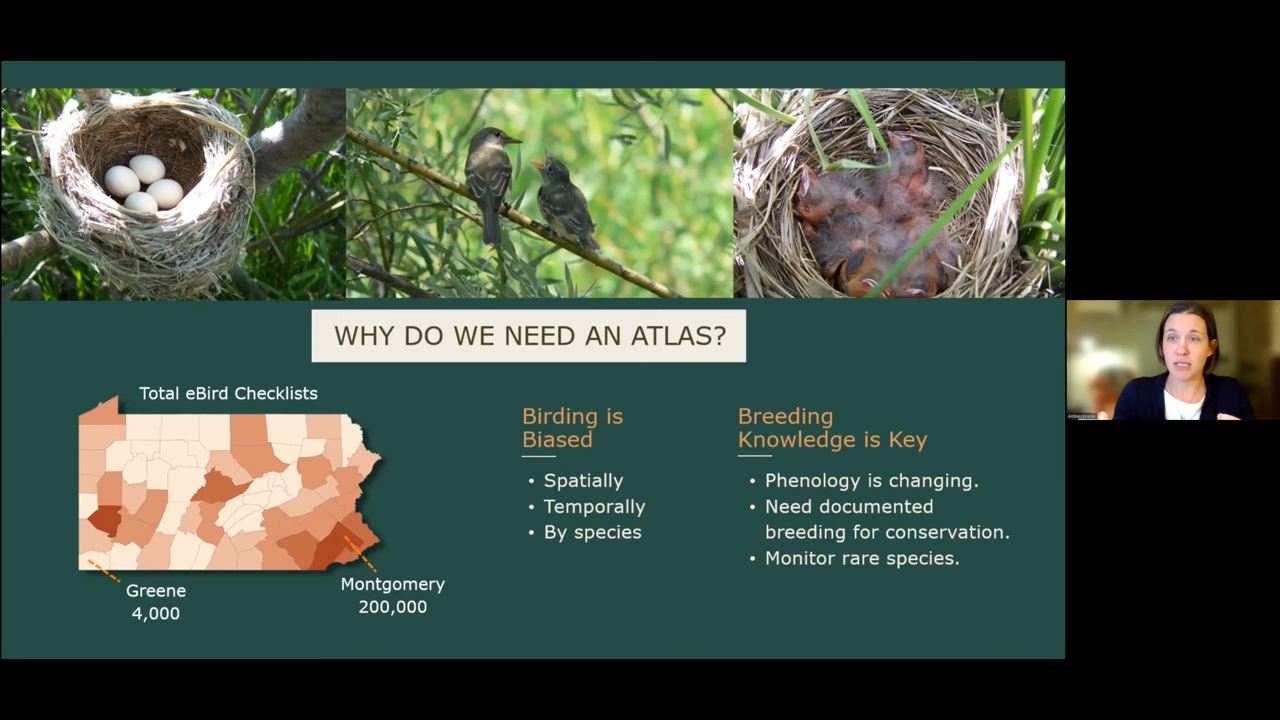 WHY DO WE NEED AN ATLAS?
Total eBird Checklists
Greene
4,000
Montgomery
200,000
Birding is
Biased
• Spatially
• Temporally
• By species
Breeding
Knowledge is Key
• Phenology is changing.
• Need documented
breeding for conservation.
• Monitor rare species.